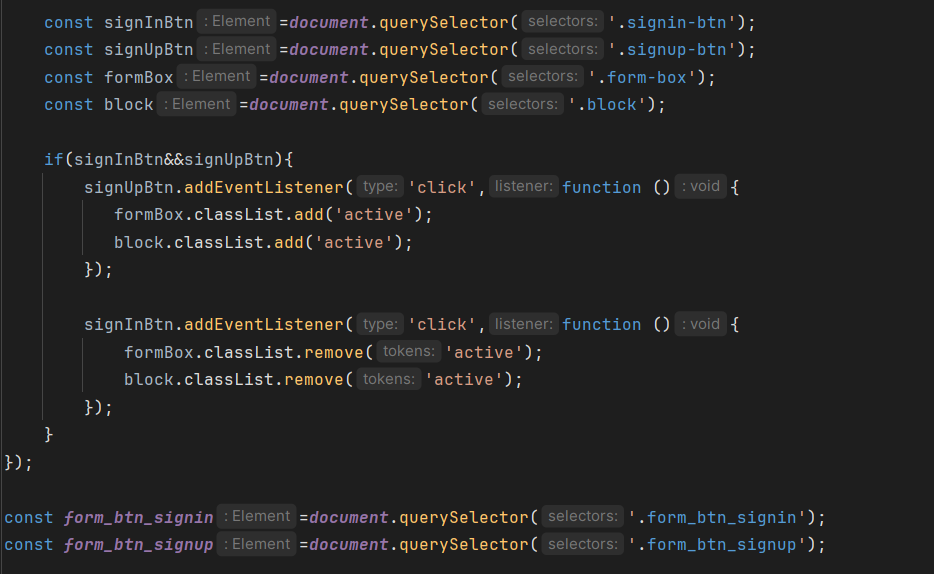 const signInBtn : Element =document.querySelector( selectors: '.signin-btn');
const signUpBtn : Element =document.querySelector( selectors: '.signup-btn');
const formBox : Element =document.querySelector( selectors: '.form-box');
const block : Element =document.querySelector( selectors: '.block');
if(signInBtn&&signUpBtn){
signUpBtn.addEventListener( type: 'click', listener: function () : void {
formBox.classList.add('active');
block.classList.add('active');
});
signInBtn.addEventListener( type: 'click', listener: function () : void {
formBox.classList.remove( tokens: 'active');
block.classList.remove( tokens: 'active');
});
}
});
const form_btn_signin : Element =document.querySelector( selectors: '.form_btn_signin');
const form_btn_signup : Element =document.querySelector( selectors: '.form_btn_signup');